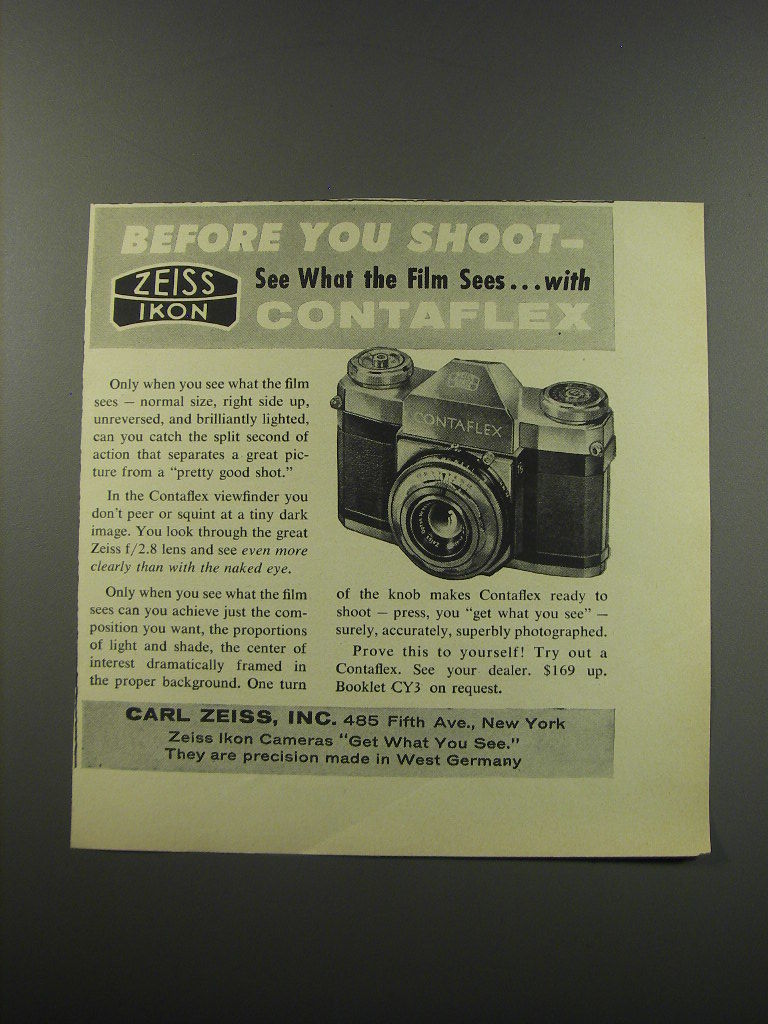 BEFORE YOU SHOOT–
ZEISS
IKON
See What the Film Sees...with
CONTAFLEX
Only when you see what the film
sees — normal size, right side up,
unreversed, and brilliantly lighted,
can you catch the split second of
action that separates a great pic-
ture from a “pretty good shot.”
In the Contaflex viewfinder you
don't peer or squint at a tiny dark
image. You look through the great
Zeiss f/2.8 lens and see even more
clearly than with the naked eye.
Only when you see what the film
sees can you achieve just the com-
position you want, the proportions
of light and shade, the center of
interest dramatically framed in
the proper background. One turn
CONTAFLEX
of the knob makes Contaflex ready to
shoot — press, you “get what you see” —
surely, accurately, superbly photographed.
Prove this to yourself! Try out a
Contaflex. See your dealer. $169 up.
Booklet CY3 on request.
CARL ZEISS, INC. 485 Fifth Ave., New York
Zeiss Ikon Cameras “Get What You See.”
They are precision made in West Germany